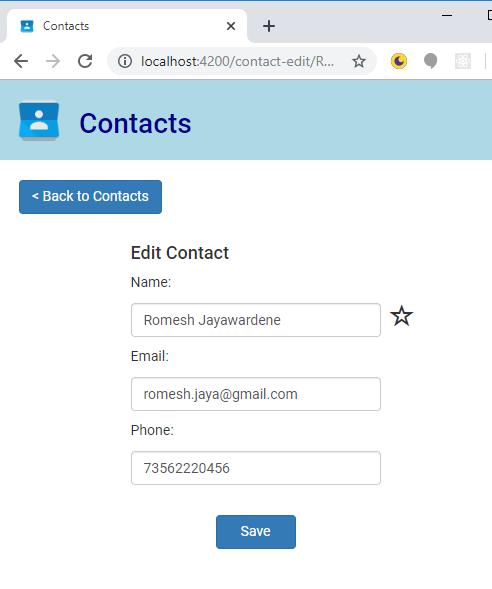 Contacts
localhost:4200/contact-edit/R...
Contacts
< Back to Contacts
Edit Contact
Name:
Romesh Jayawardene
Email:
romesh.jaya@gmail.com
Phone:
73562220456
Save